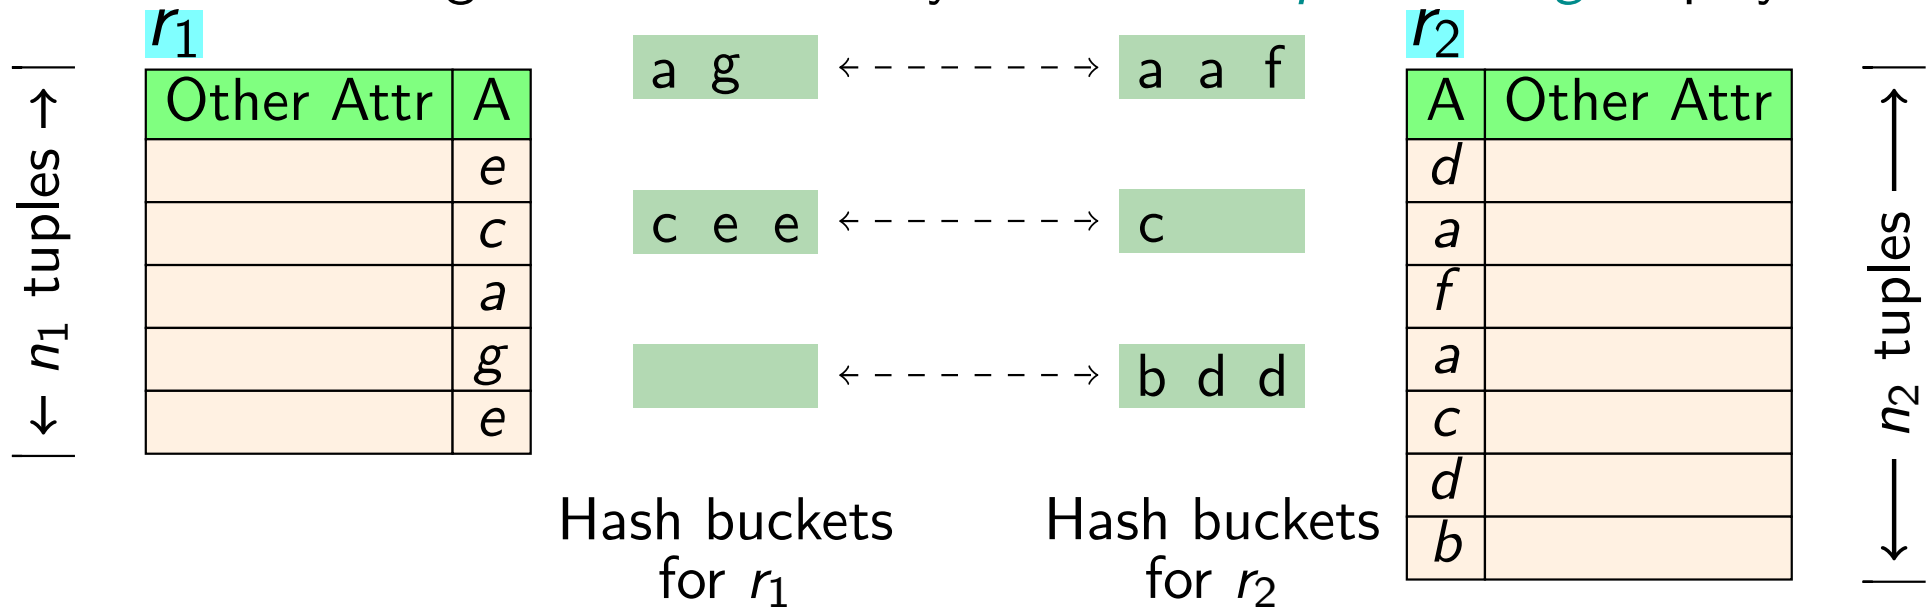 r1
r2
← n1 tuples →
Other Attr A
e
c
a
g
e
a g
c e e
a a f
c
b d d
Hash buckets
for r1
Hash buckets
for r2
A Other Attr
d
a
f
a
c
d
b
← n2 tuples →